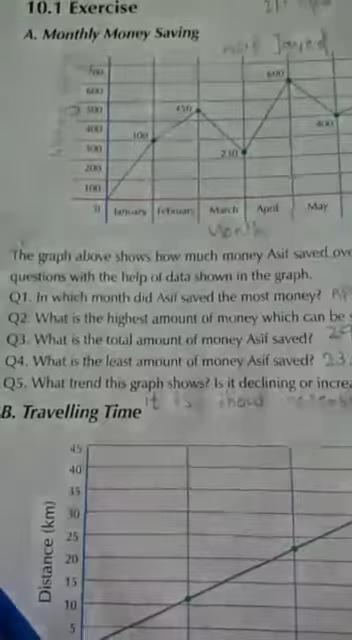 10.1 Exercise
A. Monthly Money Saving
700
600
600
500
450
400
300
400
300
230
200
100
0 January February March April May
Month
The graph above shows how much money Asif saved ove
questions with the help of data shown in the graph.
Q1. In which month did Asif saved the most money? AP
Q2. What is the highest amount of money which can be
Q3. What is the total amount of money Asif saved?
Q4. What is the least amount of money Asif saved? 23
Q5. What trend this graph shows? Is it declining or increa
It is
B. Travelling Time
45
40
35
30
25
20
15
10
5
Distance (km)